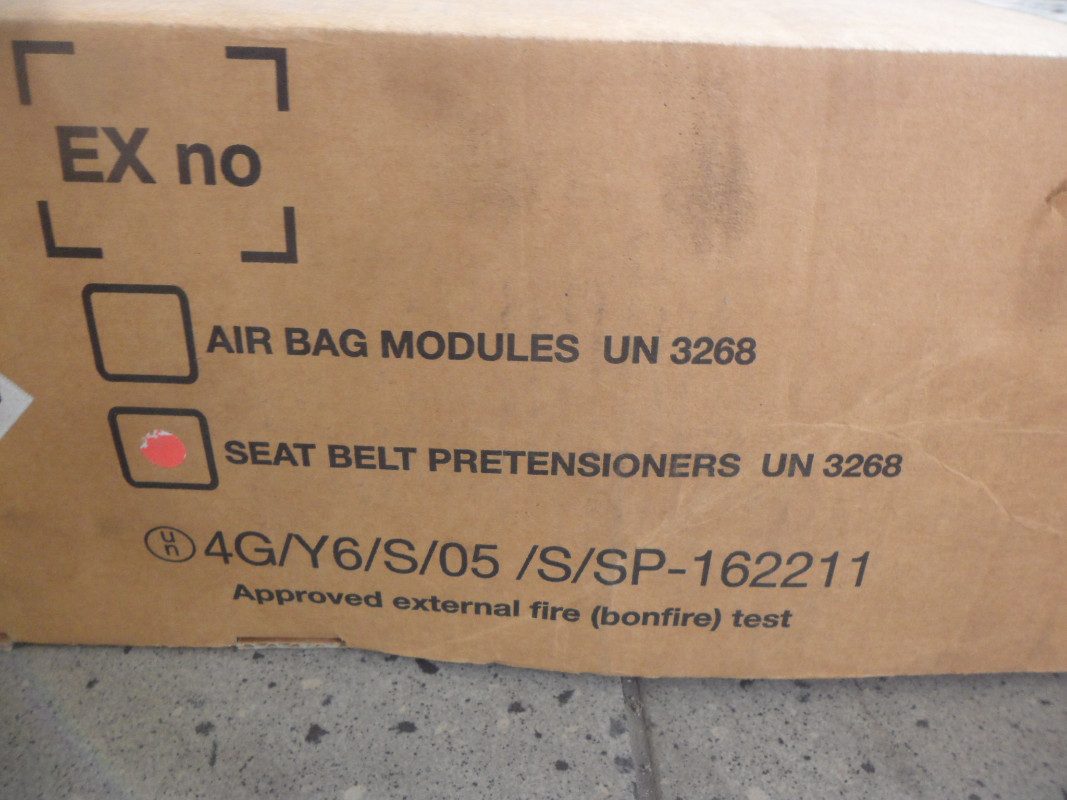 EX no
AIR BAG MODULES UN 3268
SEAT BELT PRETENSIONERS UN 3268
un 4G/Y6/S/05 /S/SP-162211
Approved external fire (bonfire) test